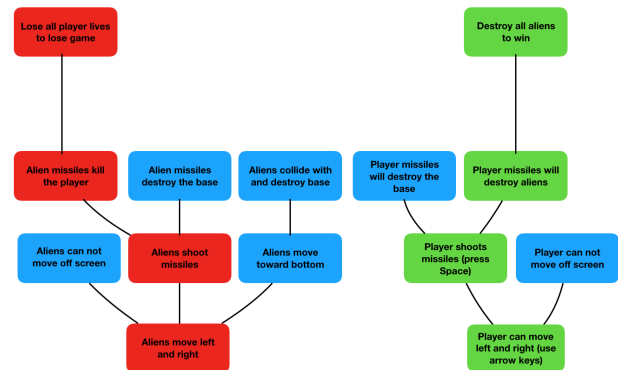 Lose all player lives
to lose game
Destroy all aliens
to win
Alien missiles kill
the player
Alien missiles
destroy the base
Aliens collide with
and destroy base
Player missiles
will destroy the
base
Player missiles will
destroy aliens
Aliens can not
move off screen
Aliens shoot
missiles
Aliens move
toward bottom
Player shoots
missiles (press
Space)
Player can not
move off screen
Aliens move left
and right
Player can move
left and right (use
arrow keys)